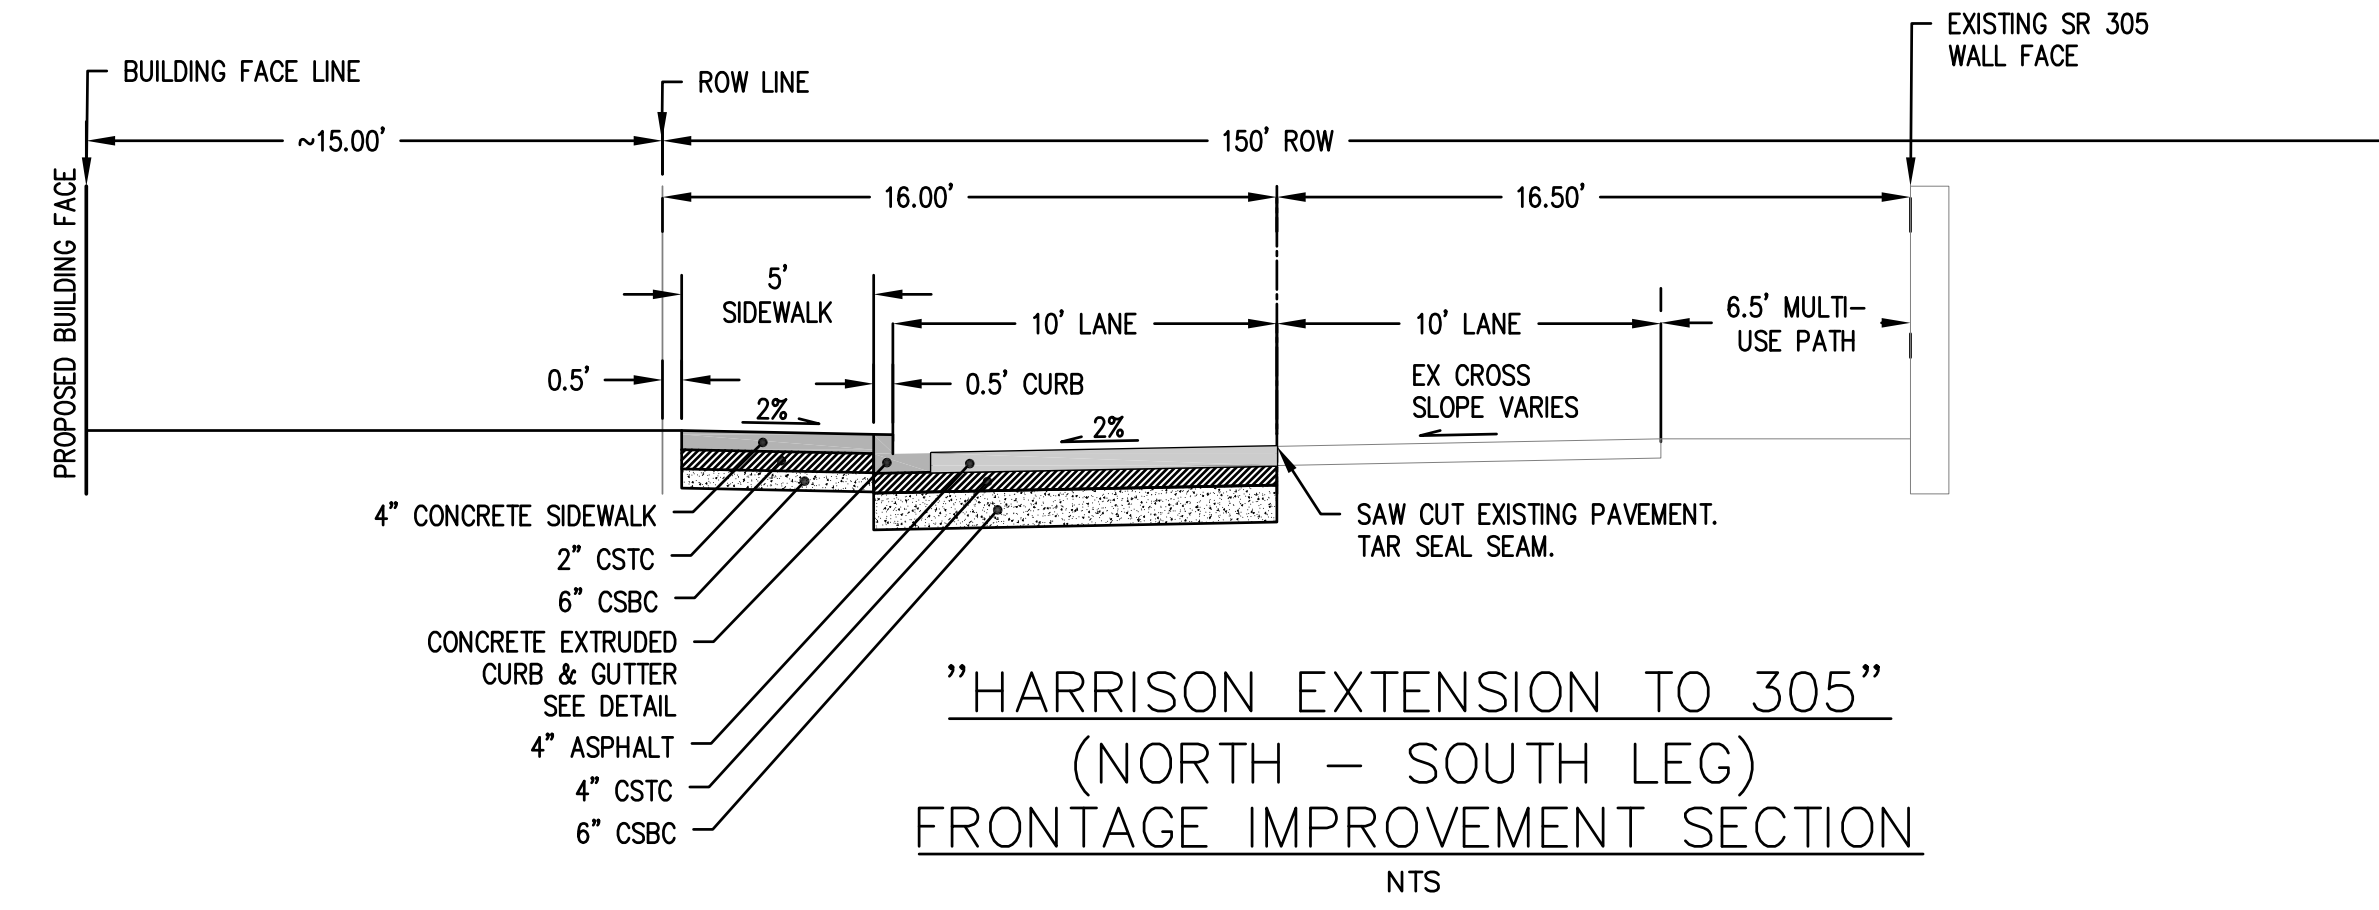 EXISTING SR 305
WALL FACE
BUILDING FACE LINE
ROW LINE
~15.00'
150' ROW
16.00'
16.50'
PROPOSED BUILDING FACE
5'
SIDEWALK
10' LANE
10' LANE
6.5' MULTI-
USE PATH
0.5'
0.5' CURB
EX CROSS
SLOPE VARIES
2%
2%
4" CONCRETE SIDEWALK
2" CSTC
6" CSBC
CONCRETE EXTRUDED
CURB & GUTTER
SEE DETAIL
4" ASPHALT
4" CSTC
6" CSBC
SAW CUT EXISTING PAVEMENT.
TAR SEAL SEAM.
"HARRISON EXTENSION TO 305"
(NORTH - SOUTH LEG)
FRONTAGE IMPROVEMENT SECTION
NTS